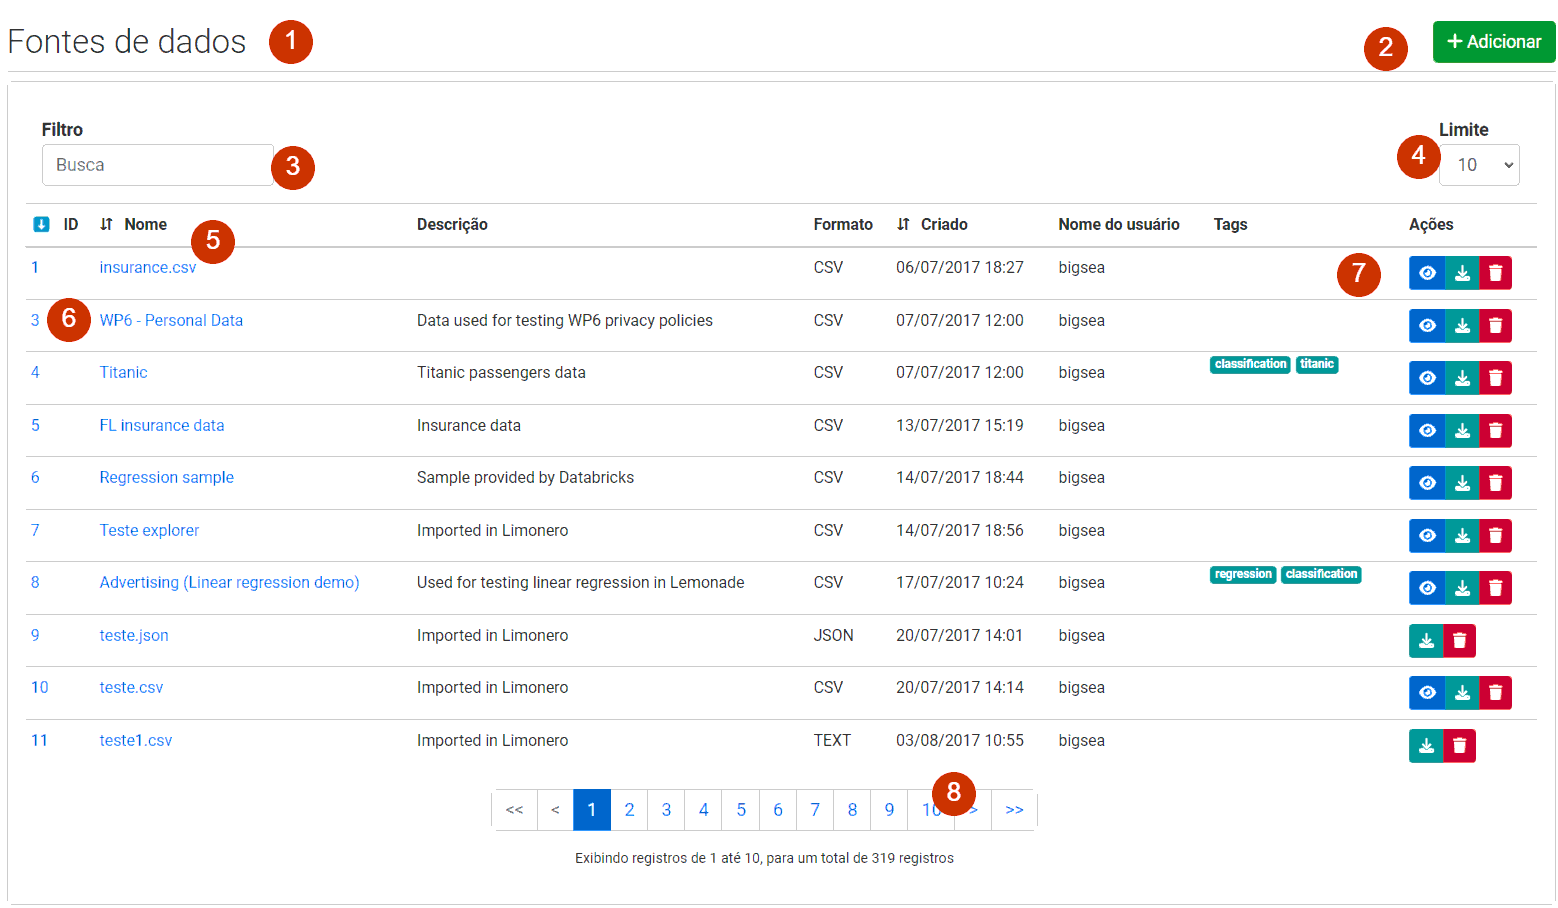 Fontes de dados 1
2 + Adicionar
Filtro
Limite
Busca 3
4 10
ID Nome Descrição Formato Criado Nome do usuário Tags Ações
5
1 insurance.csv CSV 06/07/2017 18:27 bigsea 7
3 6 WP6 - Personal Data Data used for testing WP6 privacy policies CSV 07/07/2017 12:00 bigsea
4 Titanic Titanic passengers data CSV 07/07/2017 12:00 bigsea classification titanic
5 FL insurance data Insurance data CSV 13/07/2017 15:19 bigsea
6 Regression sample Sample provided by Databricks CSV 14/07/2017 18:44 bigsea
7 Teste explorer Imported in Limonero CSV 14/07/2017 18:56 bigsea
8 Advertising (Linear regression demo) Used for testing linear regression in Lemonade CSV 17/07/2017 10:24 bigsea regression classification
9 teste.json Imported in Limonero JSON 20/07/2017 14:01 bigsea
10 teste.csv Imported in Limonero CSV 20/07/2017 14:14 bigsea
11 teste1.csv Imported in Limonero TEXT 03/08/2017 10:55 bigsea
8
<< < 1 2 3 4 5 6 7 8 9 10 > >>
Exibindo registros de 1 até 10, para um total de 319 registros